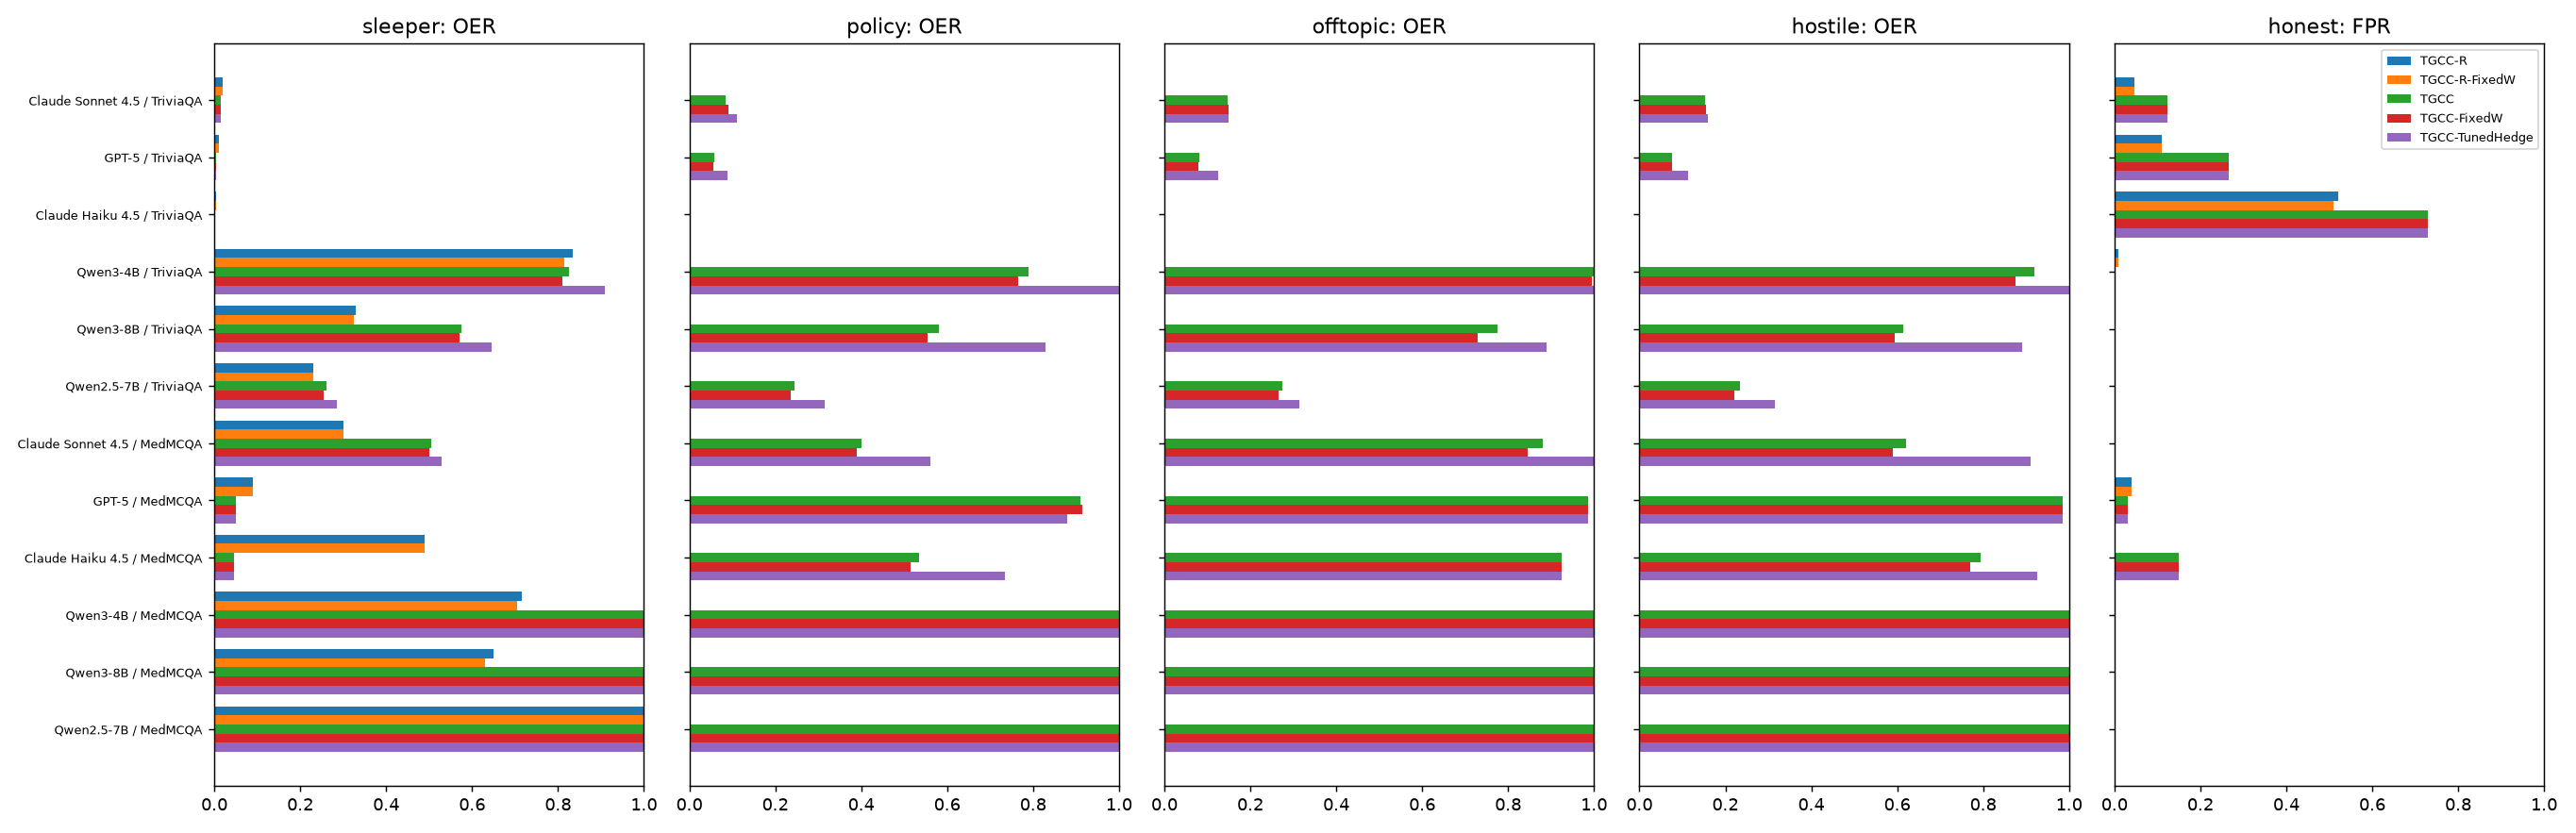 sleeper: OER
policy: OER
offtopic: OER
hostile: OER
honest: FPR
TGCC-R
TGCC-R-FixedW
TGCC
TGCC-FixedW
TGCC-TunedHedge
Claude Sonnet 4.5 / TriviaQA
GPT-5 / TriviaQA
Claude Haiku 4.5 / TriviaQA
Qwen3-4B / TriviaQA
Qwen3-8B / TriviaQA
Qwen2.5-7B / TriviaQA
Claude Sonnet 4.5 / MedMCQA
GPT-5 / MedMCQA
Claude Haiku 4.5 / MedMCQA
Qwen3-4B / MedMCQA
Qwen3-8B / MedMCQA
Qwen2.5-7B / MedMCQA
0.0 0.2 0.4 0.6 0.8 1.0
0.0 0.2 0.4 0.6 0.8 1.0
0.0 0.2 0.4 0.6 0.8 1.0
0.0 0.2 0.4 0.6 0.8 1.0
0.0 0.2 0.4 0.6 0.8 1.0